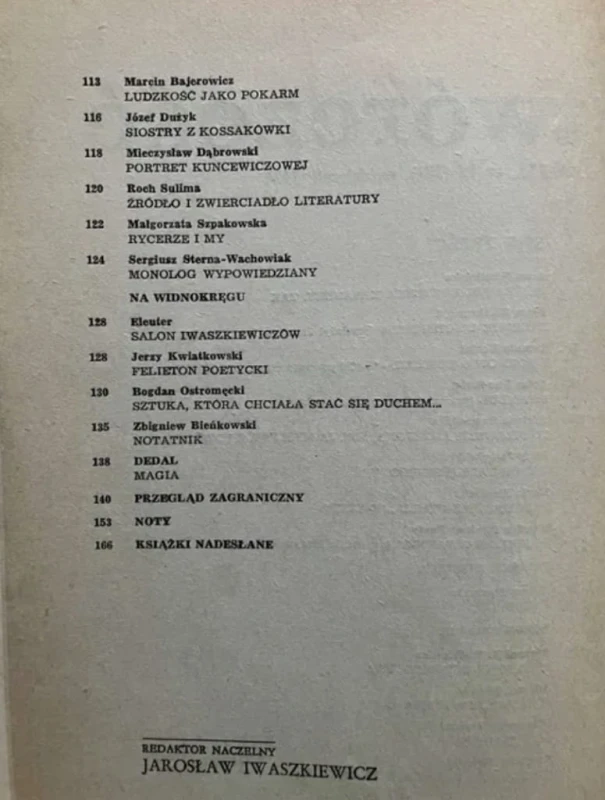 113 Marcin Bajerowicz
LUDZKOŚĆ JAKO POKARM
116 Józef Dużyk
SIOSTRY Z KOSSAKÓWKI
118 Mieczysław Dąbrowski
PORTRET KUNCEWICZOWEJ
120 Roch Sulima
ŹRÓDŁO I ZWIERCIADŁO LITERATURY
122 Małgorzata Szpakowska
RYCERZE I MY
124 Sergiusz Sterna-Wachowiak
MONOLOG WYPOWIEDZIANY
NA WIDNOKRĘGU
128 Eleuter
SALON IWASZKIEWICZÓW
128 Jerzy Kwiatkowski
FELIETON POETYCKI
130 Bogdan Ostromęcki
SZTUKA, KTÓRA CHCIAŁA STAĆ SIĘ DUCHEM...
135 Zbigniew Bieńkowski
NOTATNIK
138 DEDAL
MAGIA
140 PRZEGLĄD ZAGRANICZNY
153 NOTY
166 KSIĄŻKI NADESŁANE
REDAKTOR NACZELNY
JAROSŁAW IWASZKIEWICZ